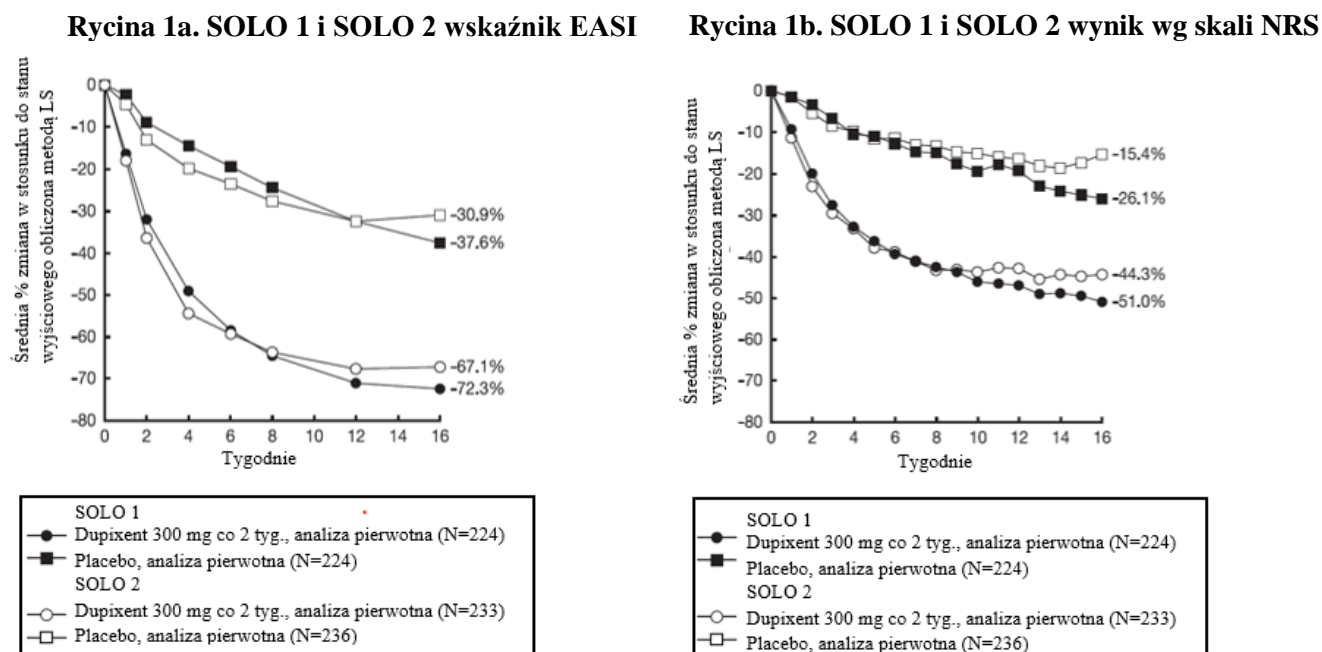 Rycina 1a. SOLO 1 i SOLO 2 wskaźnik EASI
Średnia % zmiana w stosunku do stanu
wyjściowego obliczona metodą LS
0
-10
-20
-30
-40
-50
-60
-70
-80
-30.9%
-37.6%
-67.1%
-72.3%
0 2 4 6 8 10 12 14 16
Tygodnie
SOLO 1
Dupixent 300 mg co 2 tyg., analiza pierwotna (N=224)
Placebo, analiza pierwotna (N=224)
SOLO 2
Dupixent 300 mg co 2 tyg., analiza pierwotna (N=233)
Placebo, analiza pierwotna (N=236)
Rycina 1b. SOLO 1 i SOLO 2 wynik wg skali NRS
Średnia % zmiana w stosunku do stanu
wyjściowego obliczona metodą LS
0
-10
-20
-30
-40
-50
-60
-70
-80
-15.4%
-26.1%
-44.3%
-51.0%
0 2 4 6 8 10 12 14 16
Tygodnie
SOLO 1
Dupixent 300 mg co 2 tyg., analiza pierwotna (N=224)
Placebo, analiza pierwotna (N=224)
SOLO 2
Dupixent 300 mg co 2 tyg., analiza pierwotna (N=233)
Placebo, analiza pierwotna (N=236)